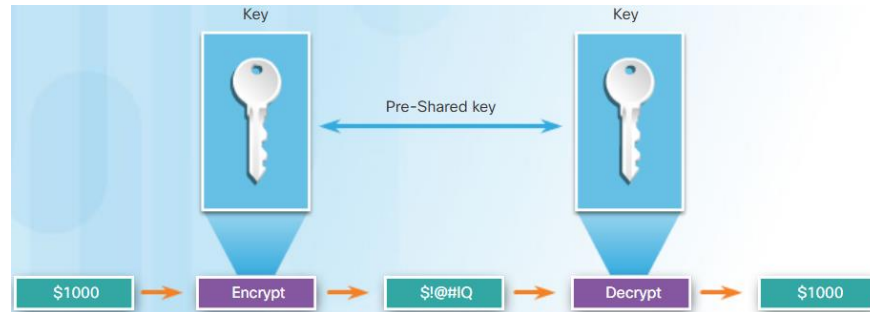 Key
Key
Pre-Shared key
$1000
Encrypt
$!@#IQ
Decrypt
$1000